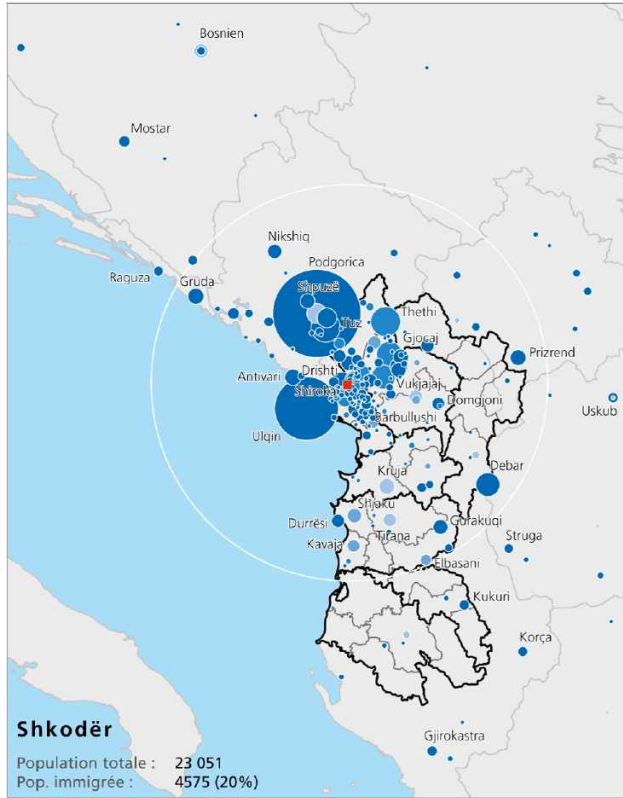 Bosnien
Mostar
Nikshiq
Podgorica
Raguza
Gruda
Shpuzë
Tuz
Thethi
Gjoçaj
Prizrend
Antivari
Drishti
Shiroka
Vukjajaj
Domgjoni
Uskub
Barbullushi
Ulqin
Kruja
Debar
Shjaku
Durrësi
Tirana
Gurakuqi
Kavaja
Struga
Elbasani
Kukuri
Korça
Gjirokastra
Shkodër
Population totale : 23 051
Pop. immigrée : 4575 (20%)